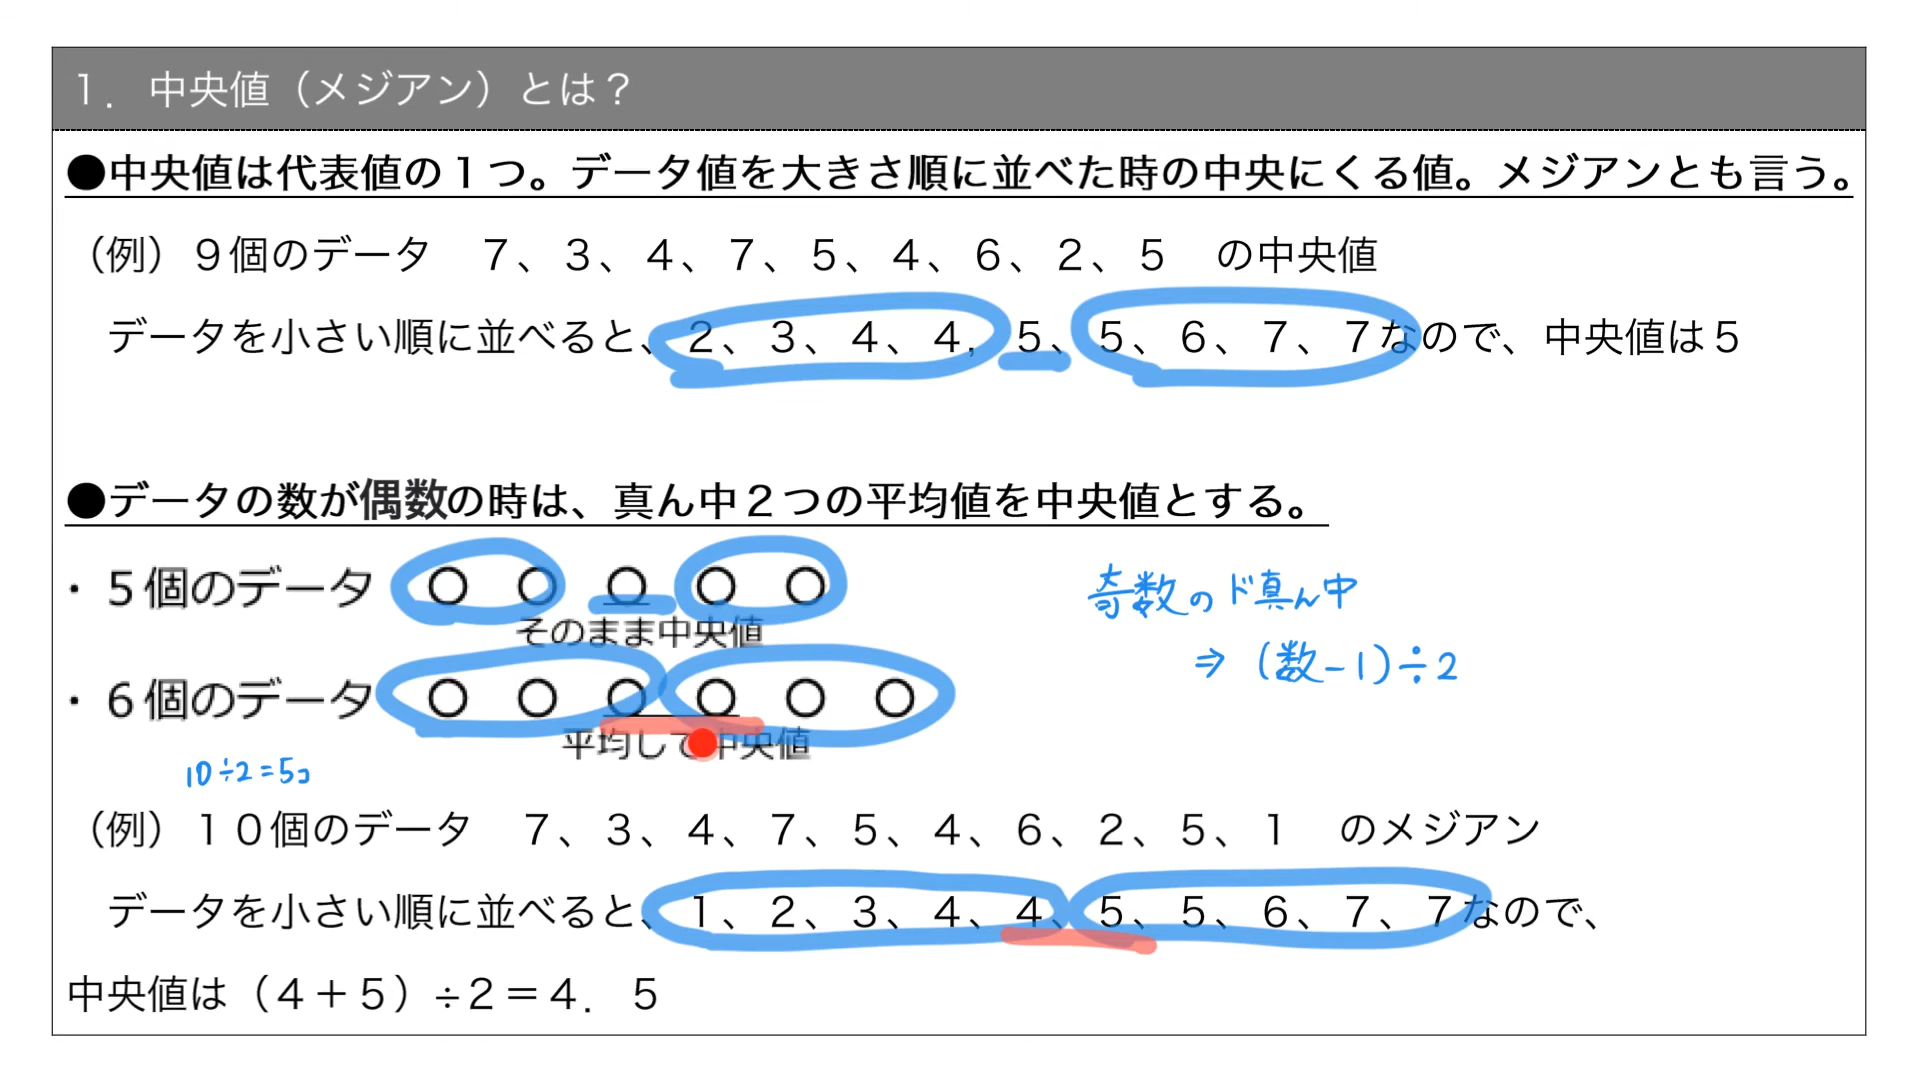 １．中央値（メジアン）とは？
●中央値は代表値の１つ。データ値を大きさ順に並べた時の中央にくる値。メジアンとも言う。
（例）９個のデータ　７、３、４、７、５、４、６、２、５　の中央値
データを小さい順に並べると、２、３、４、４，５、５、６、７、７なので、中央値は５
●データの数が偶数の時は、真ん中２つの平均値を中央値とする。
・５個のデータ ○ ○ ○ ○ ○
そのまま中央値
奇数のド真ん中
⇒ (数−1)÷2
・６個のデータ ○ ○ ○ ○ ○ ○
平均して中央値
10÷2=5コ
（例）１０個のデータ　７、３、４、７、５、４、６、２、５、１　のメジアン
データを小さい順に並べると、１、２、３、４、４、５、５、６、７、７なので、
中央値は（４＋５）÷２＝４．５